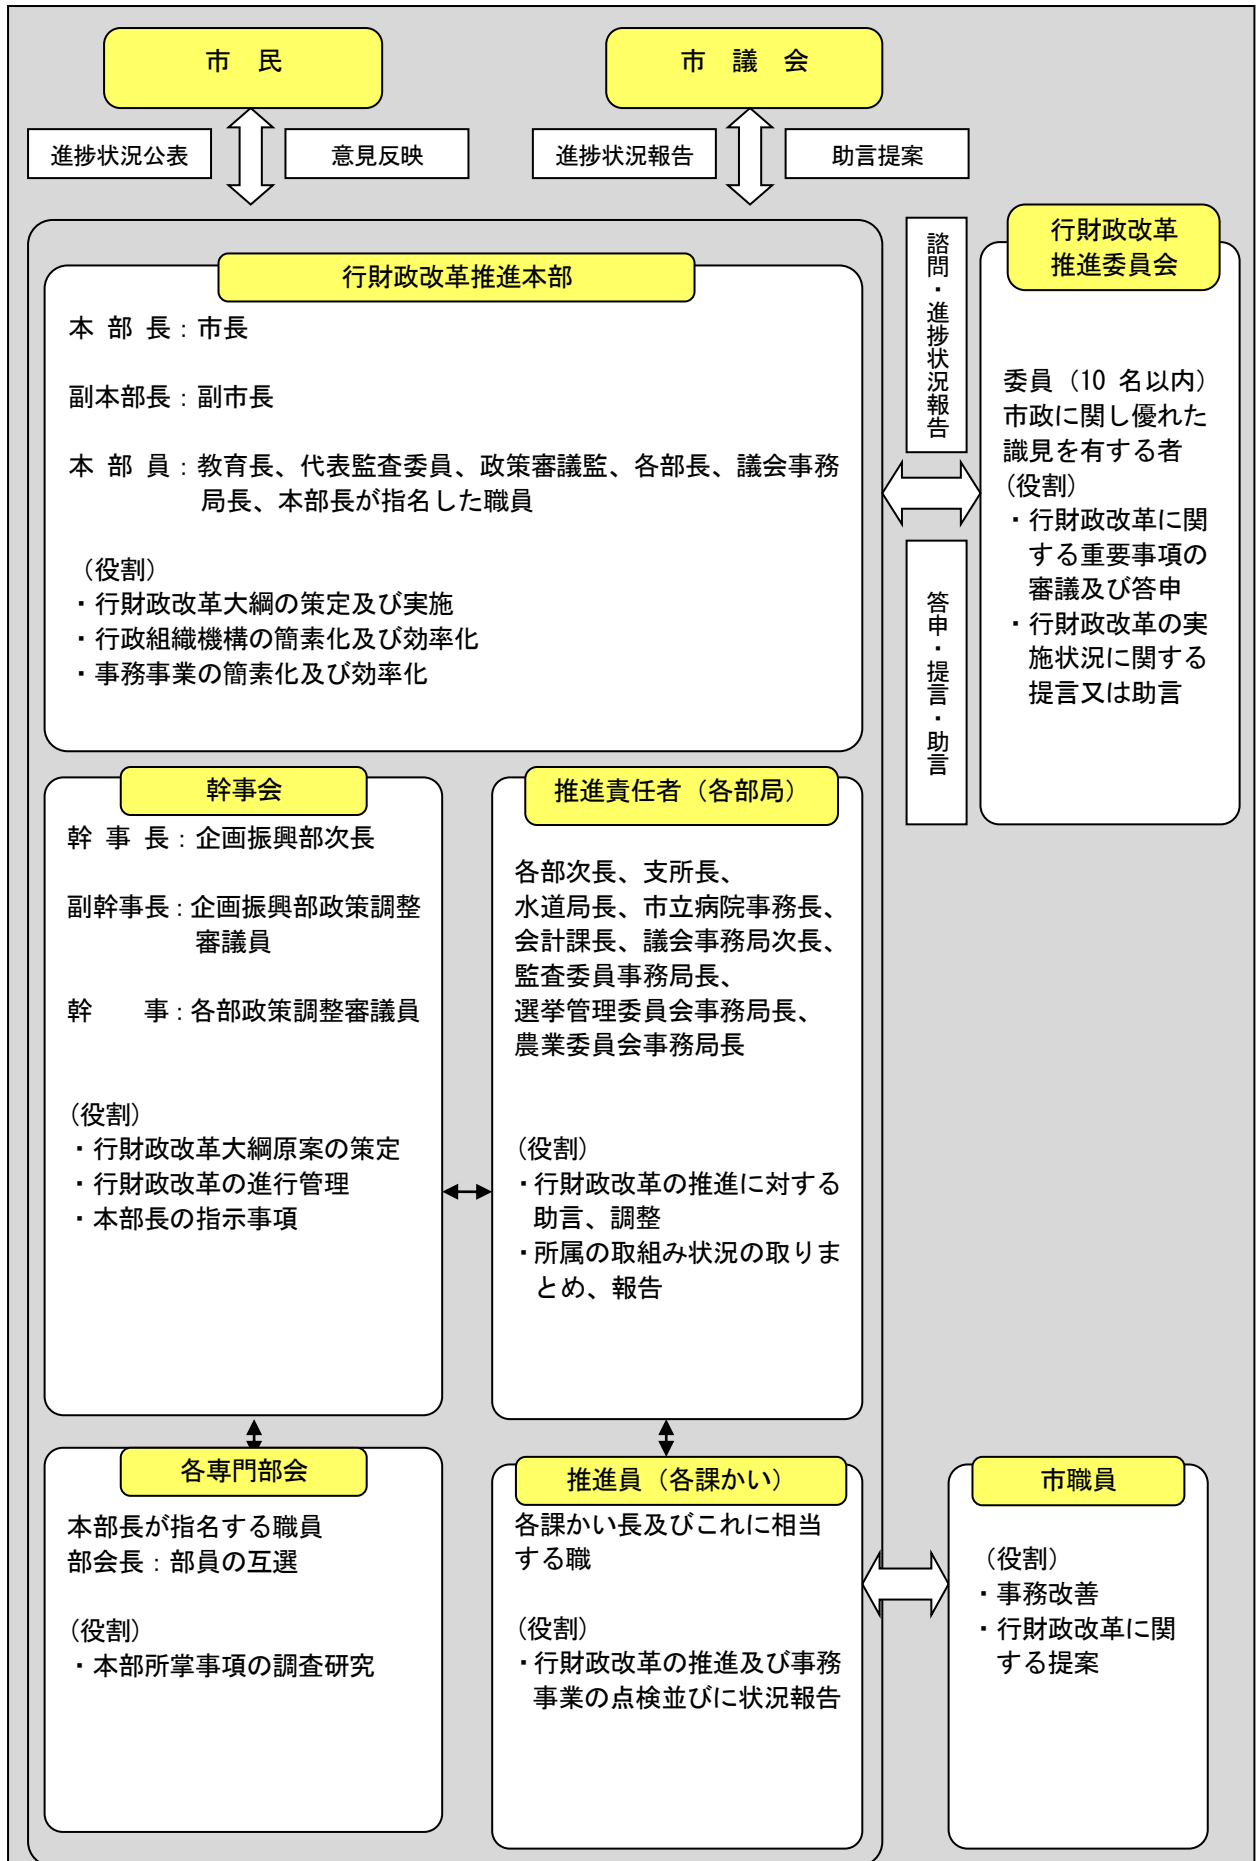 市　民
市　議　会
進捗状況公表
意見反映
進捗状況報告
助言提案
行財政改革推進本部
本 部 長：市長
副本部長：副市長
本 部 員：教育長、代表監査委員、政策審議監、各部長、議会事務
局長、本部長が指名した職員
（役割）
・行財政改革大綱の策定及び実施
・行政組織機構の簡素化及び効率化
・事務事業の簡素化及び効率化
諮問・進捗状況報告
答申・提言・助言
行財政改革
推進委員会
委員（10 名以内）
市政に関し優れた
識見を有する者
（役割）
・行財政改革に関
する重要事項の
審議及び答申
・行財政改革の実
施状況に関する
提言又は助言
幹事会
幹 事 長：企画振興部次長
副幹事長：企画振興部政策調整
審議員
幹　　事：各部政策調整審議員
（役割）
・行財政改革大綱原案の策定
・行財政改革の進行管理
・本部長の指示事項
推進責任者（各部局）
各部次長、支所長、
水道局長、市立病院事務長、
会計課長、議会事務局次長、
監査委員事務局長、
選挙管理委員会事務局長、
農業委員会事務局長
（役割）
・行財政改革の推進に対する
助言、調整
・所属の取組み状況の取りま
とめ、報告
各専門部会
本部長が指名する職員
部会長：部員の互選
（役割）
・本部所掌事項の調査研究
推進員（各課かい）
各課かい長及びこれに相当
する職
（役割）
・行財政改革の推進及び事務
事業の点検並びに状況報告
市職員
（役割）
・事務改善
・行財政改革に関
する提案